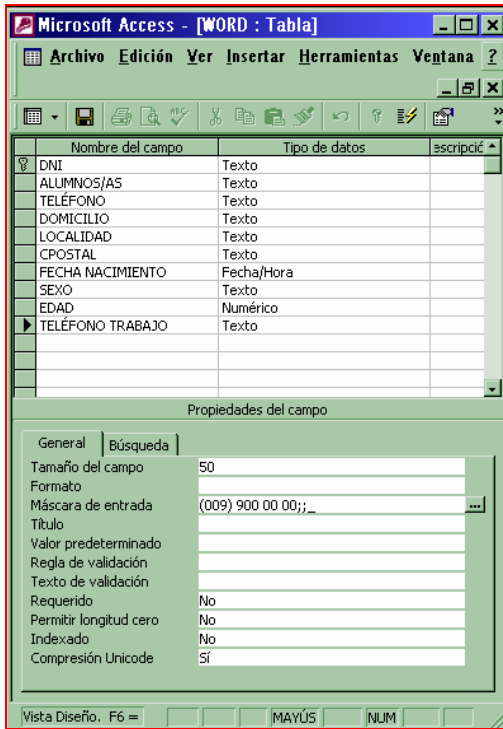 Microsoft Access - [WORD : Tabla]
Archivo Edición Ver Insertar Herramientas Ventana ?
Nombre del campo Tipo de datos escripció
DNI Texto
ALUMNOS/AS Texto
TELÉFONO Texto
DOMICILIO Texto
LOCALIDAD Texto
CPOSTAL Texto
FECHA NACIMIENTO Fecha/Hora
SEXO Texto
EDAD Numérico
TELÉFONO TRABAJO Texto
Propiedades del campo
General Búsqueda
Tamaño del campo 50
Formato
Máscara de entrada (009) 900 00 00;;_ ...
Título
Valor predeterminado
Regla de validación
Texto de validación
Requerido No
Permitir longitud cero No
Indexado No
Compresión Unicode Sí
Vista Diseño. F6 = MAYÚS NUM